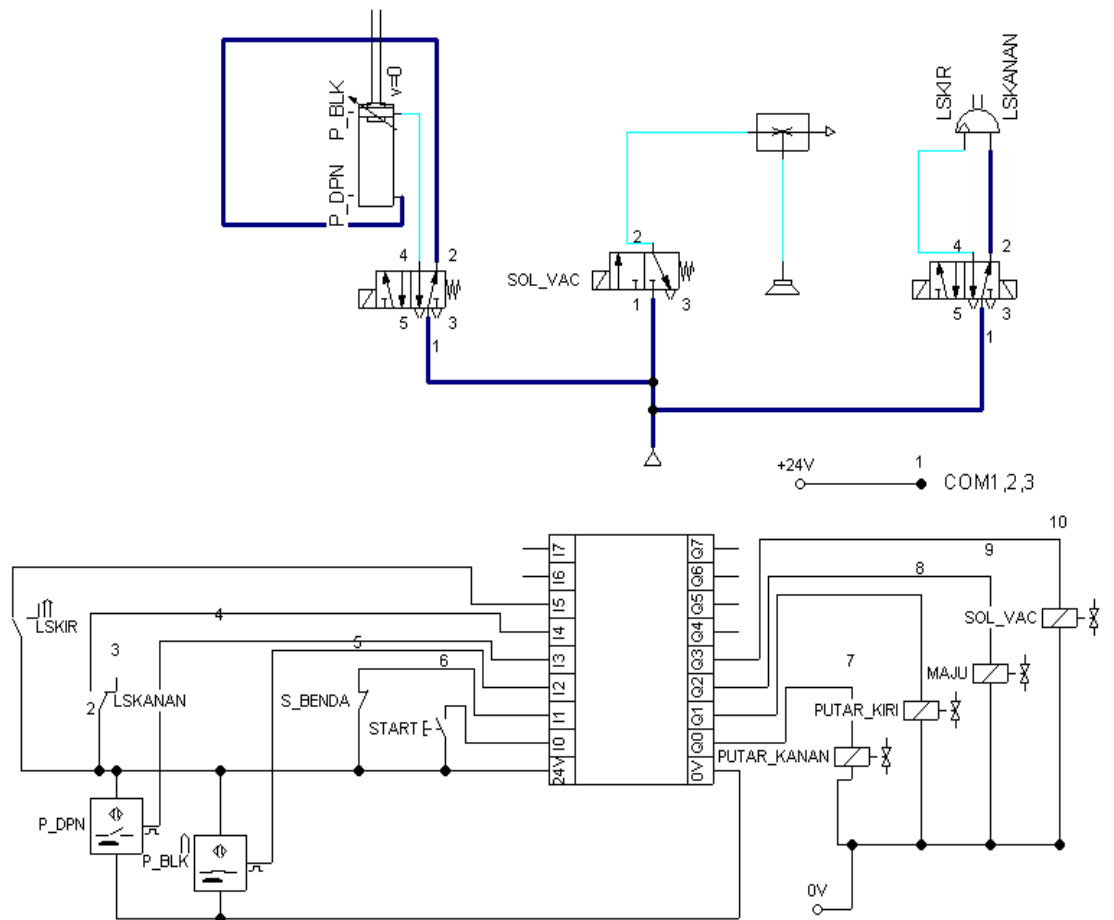 P_BLK
v=0
P_DPN
LSKIR
LSKANAN
4 2
5 3
1
SOL_VAC
2
1 3
4 2
5 3
1
+24V 1 COM1,2,3
10
9
8
I7 Q7
I6 Q6
I5 Q5
I4 Q4
I3 Q3
I2 Q2
I1 Q1
I0 Q0
24V 0V
LSKIR
4
3
5
6
7
2
LSKANAN
S_BENDA
START
SOL_VAC
MAJU
PUTAR_KIRI
PUTAR_KANAN
P_DPN
P_BLK
0V